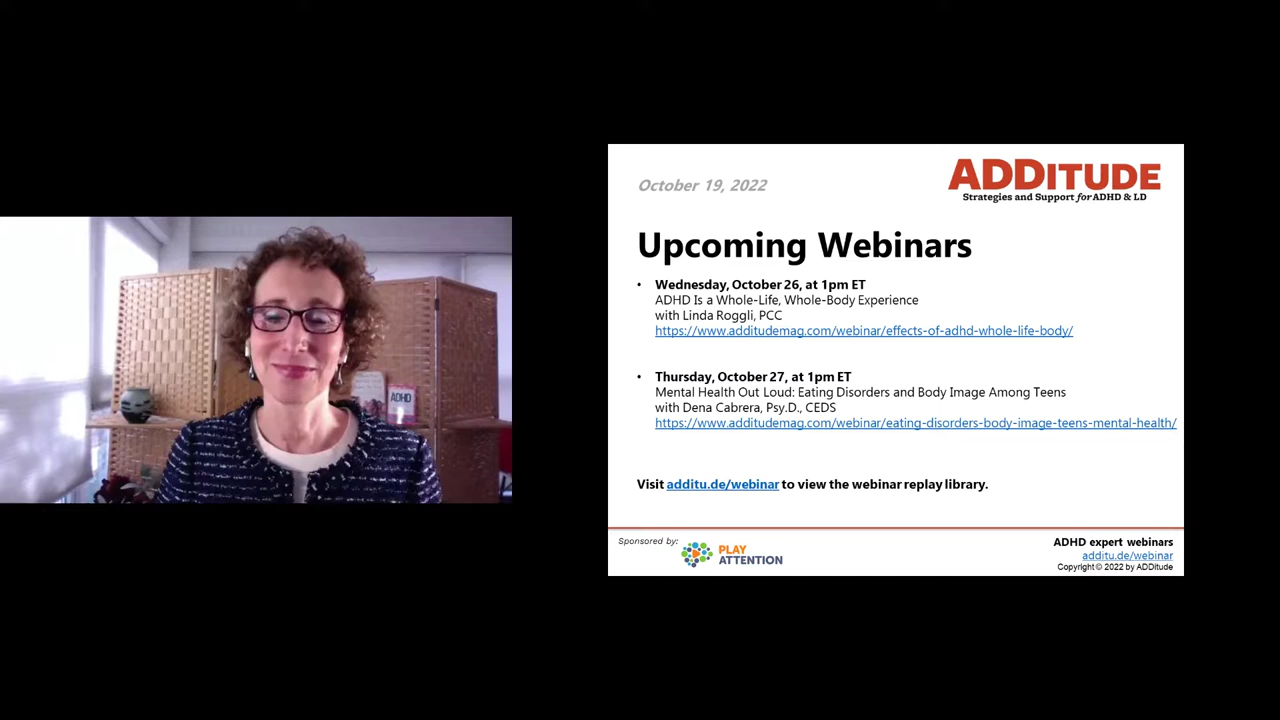 ADHD
October 19, 2022
ADDITUDE
Strategies and Support for ADHD & LD
Upcoming Webinars
• Wednesday, October 26, at 1pm ET
ADHD Is a Whole-Life, Whole-Body Experience
with Linda Roggli, PCC
https://www.additudemag.com/webinar/effects-of-adhd-whole-life-body/
• Thursday, October 27, at 1pm ET
Mental Health Out Loud: Eating Disorders and Body Image Among Teens
with Dena Cabrera, Psy.D., CEDS
https://www.additudemag.com/webinar/eating-disorders-body-image-teens-mental-health/
Visit additu.de/webinar to view the webinar replay library.
Sponsored by:
PLAY
ATTENTION
ADHD expert webinars
additu.de/webinar
Copyright © 2022 by ADDitude